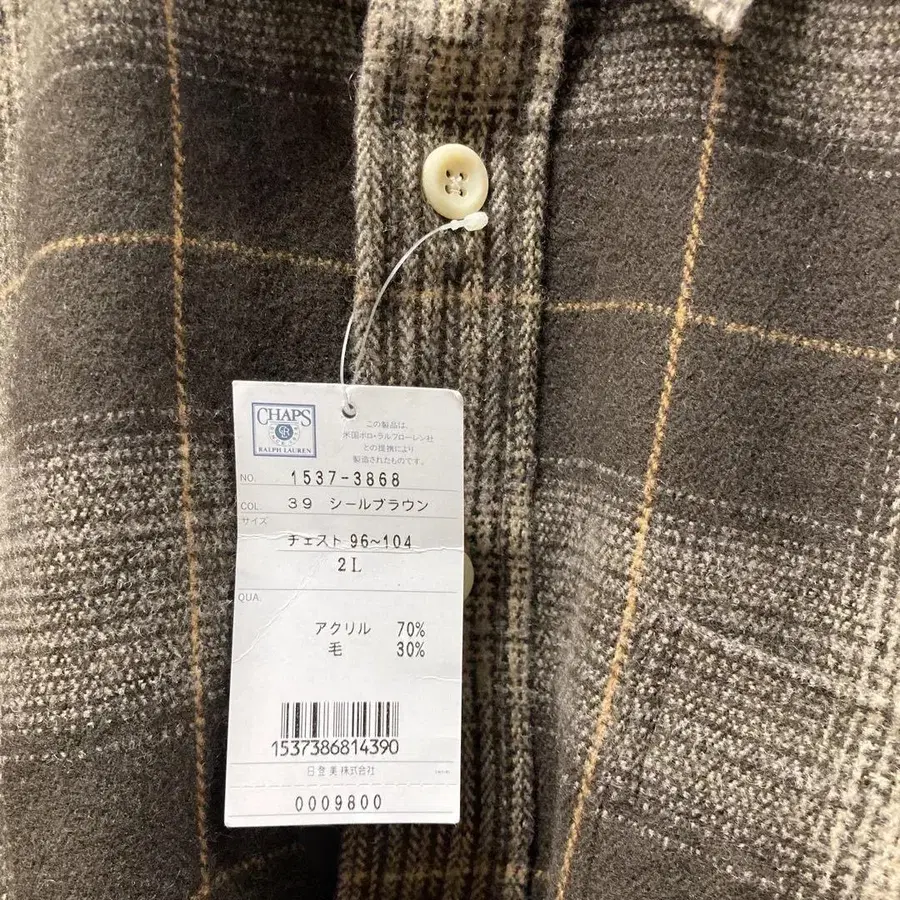 CHAPS
RALPH LAUREN
この製品は、
米国ポロ・ラルフローレン社
との提携により
製造されたものです。
NO. 1537-3868
COL. 39 シールブラウン
サイズ
チェスト 96~104
2L
QUA.
アクリル 70%
毛 30%
1537386814390
日登美株式会社
0009800